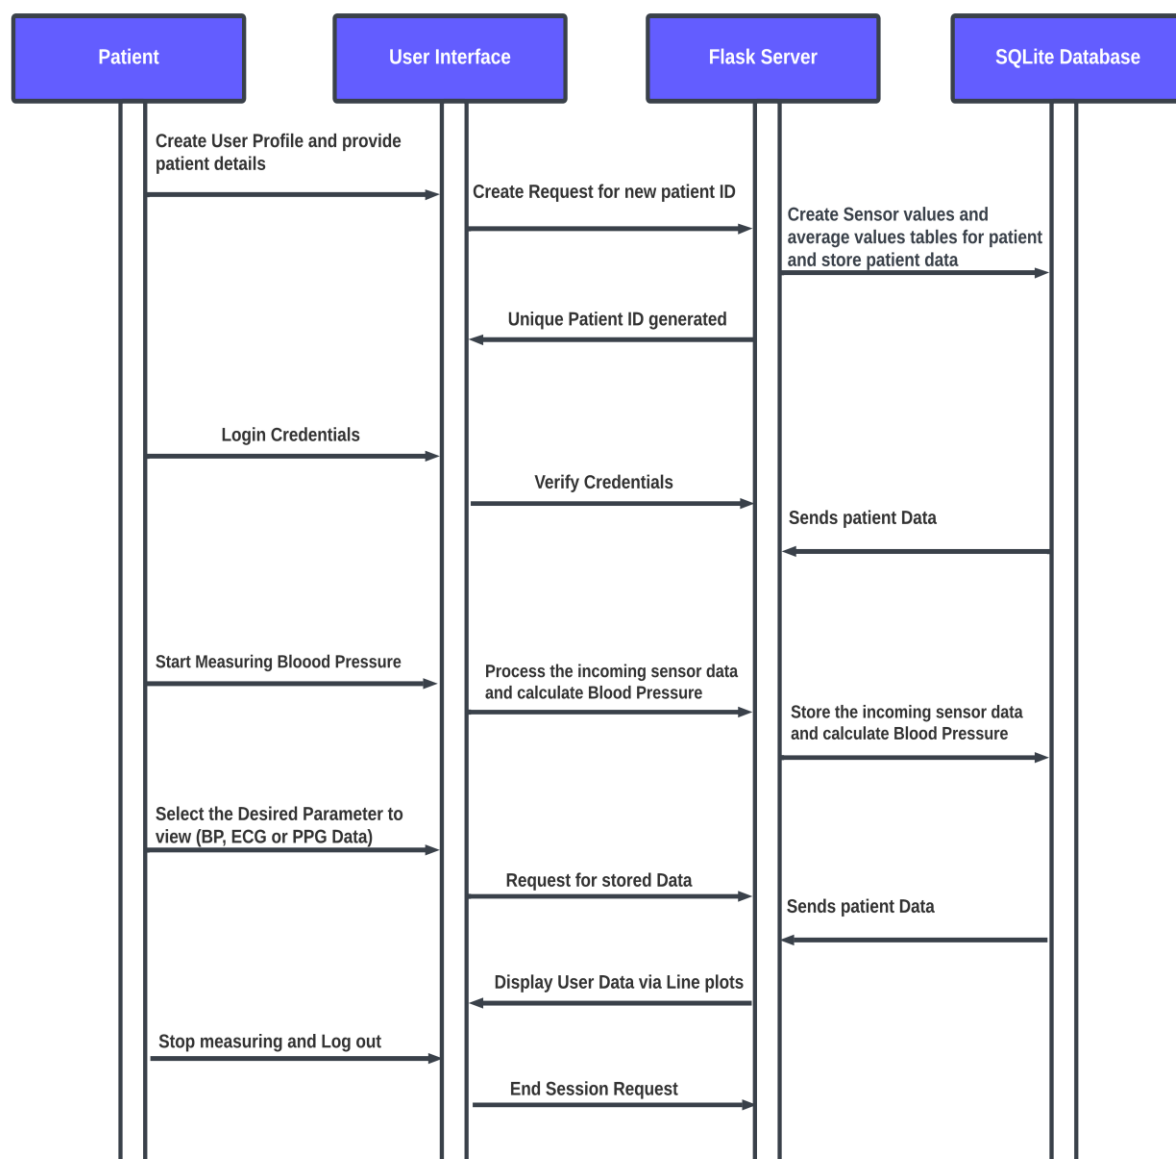 Patient
User Interface
Flask Server
SQLite Database
Create User Profile and provide
patient details
Create Request for new patient ID
Create Sensor values and
average values tables for patient
and store patient data
Unique Patient ID generated
Login Credentials
Verify Credentials
Sends patient Data
Start Measuring Bloood Pressure
Process the incoming sensor data
and calculate Blood Pressure
Store the incoming sensor data
and calculate Blood Pressure
Select the Desired Parameter to
view (BP, ECG or PPG Data)
Request for stored Data
Sends patient Data
Display User Data via Line plots
Stop measuring and Log out
End Session Request